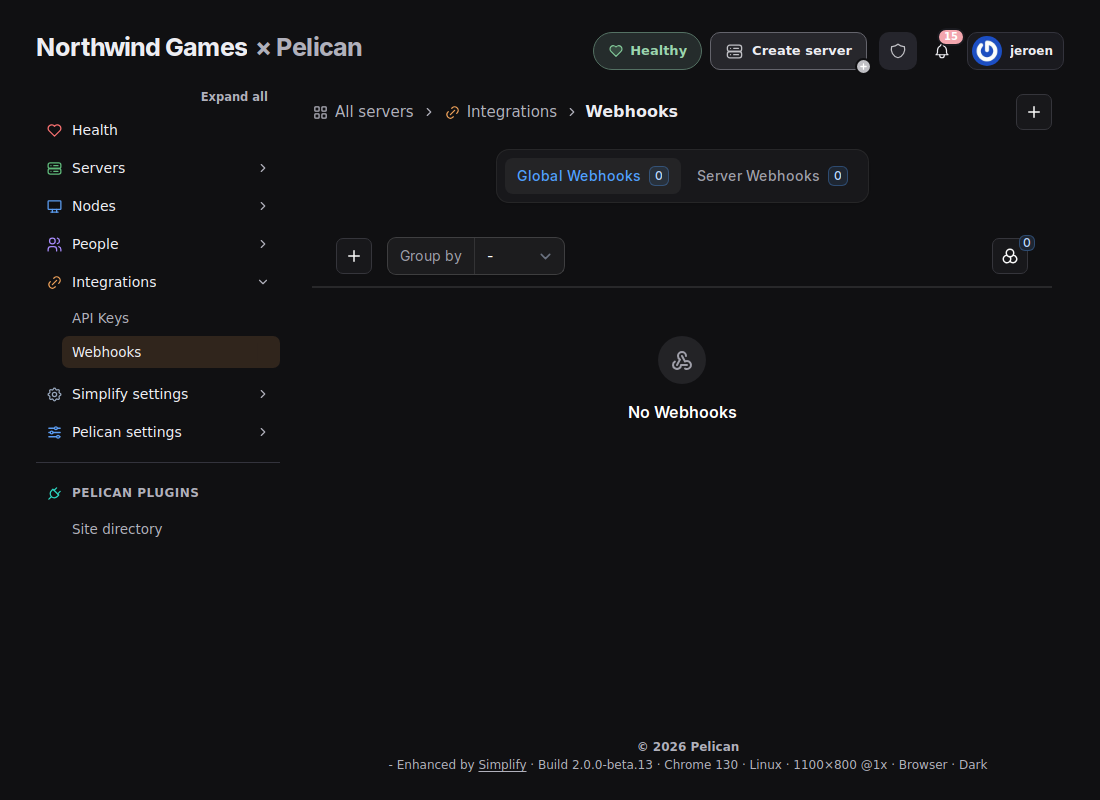 Northwind Games × Pelican
Healthy
Create server
15
jeroen
Expand all
Health
Servers
Nodes
People
Integrations
API Keys
Webhooks
Simplify settings
Pelican settings
PELICAN PLUGINS
Site directory
All servers > Integrations > Webhooks
Global Webhooks 0 Server Webhooks 0
Group by -
0
No Webhooks
© 2026 Pelican
- Enhanced by Simplify · Build 2.0.0-beta.13 · Chrome 130 · Linux · 1100×800 @1x · Browser · Dark